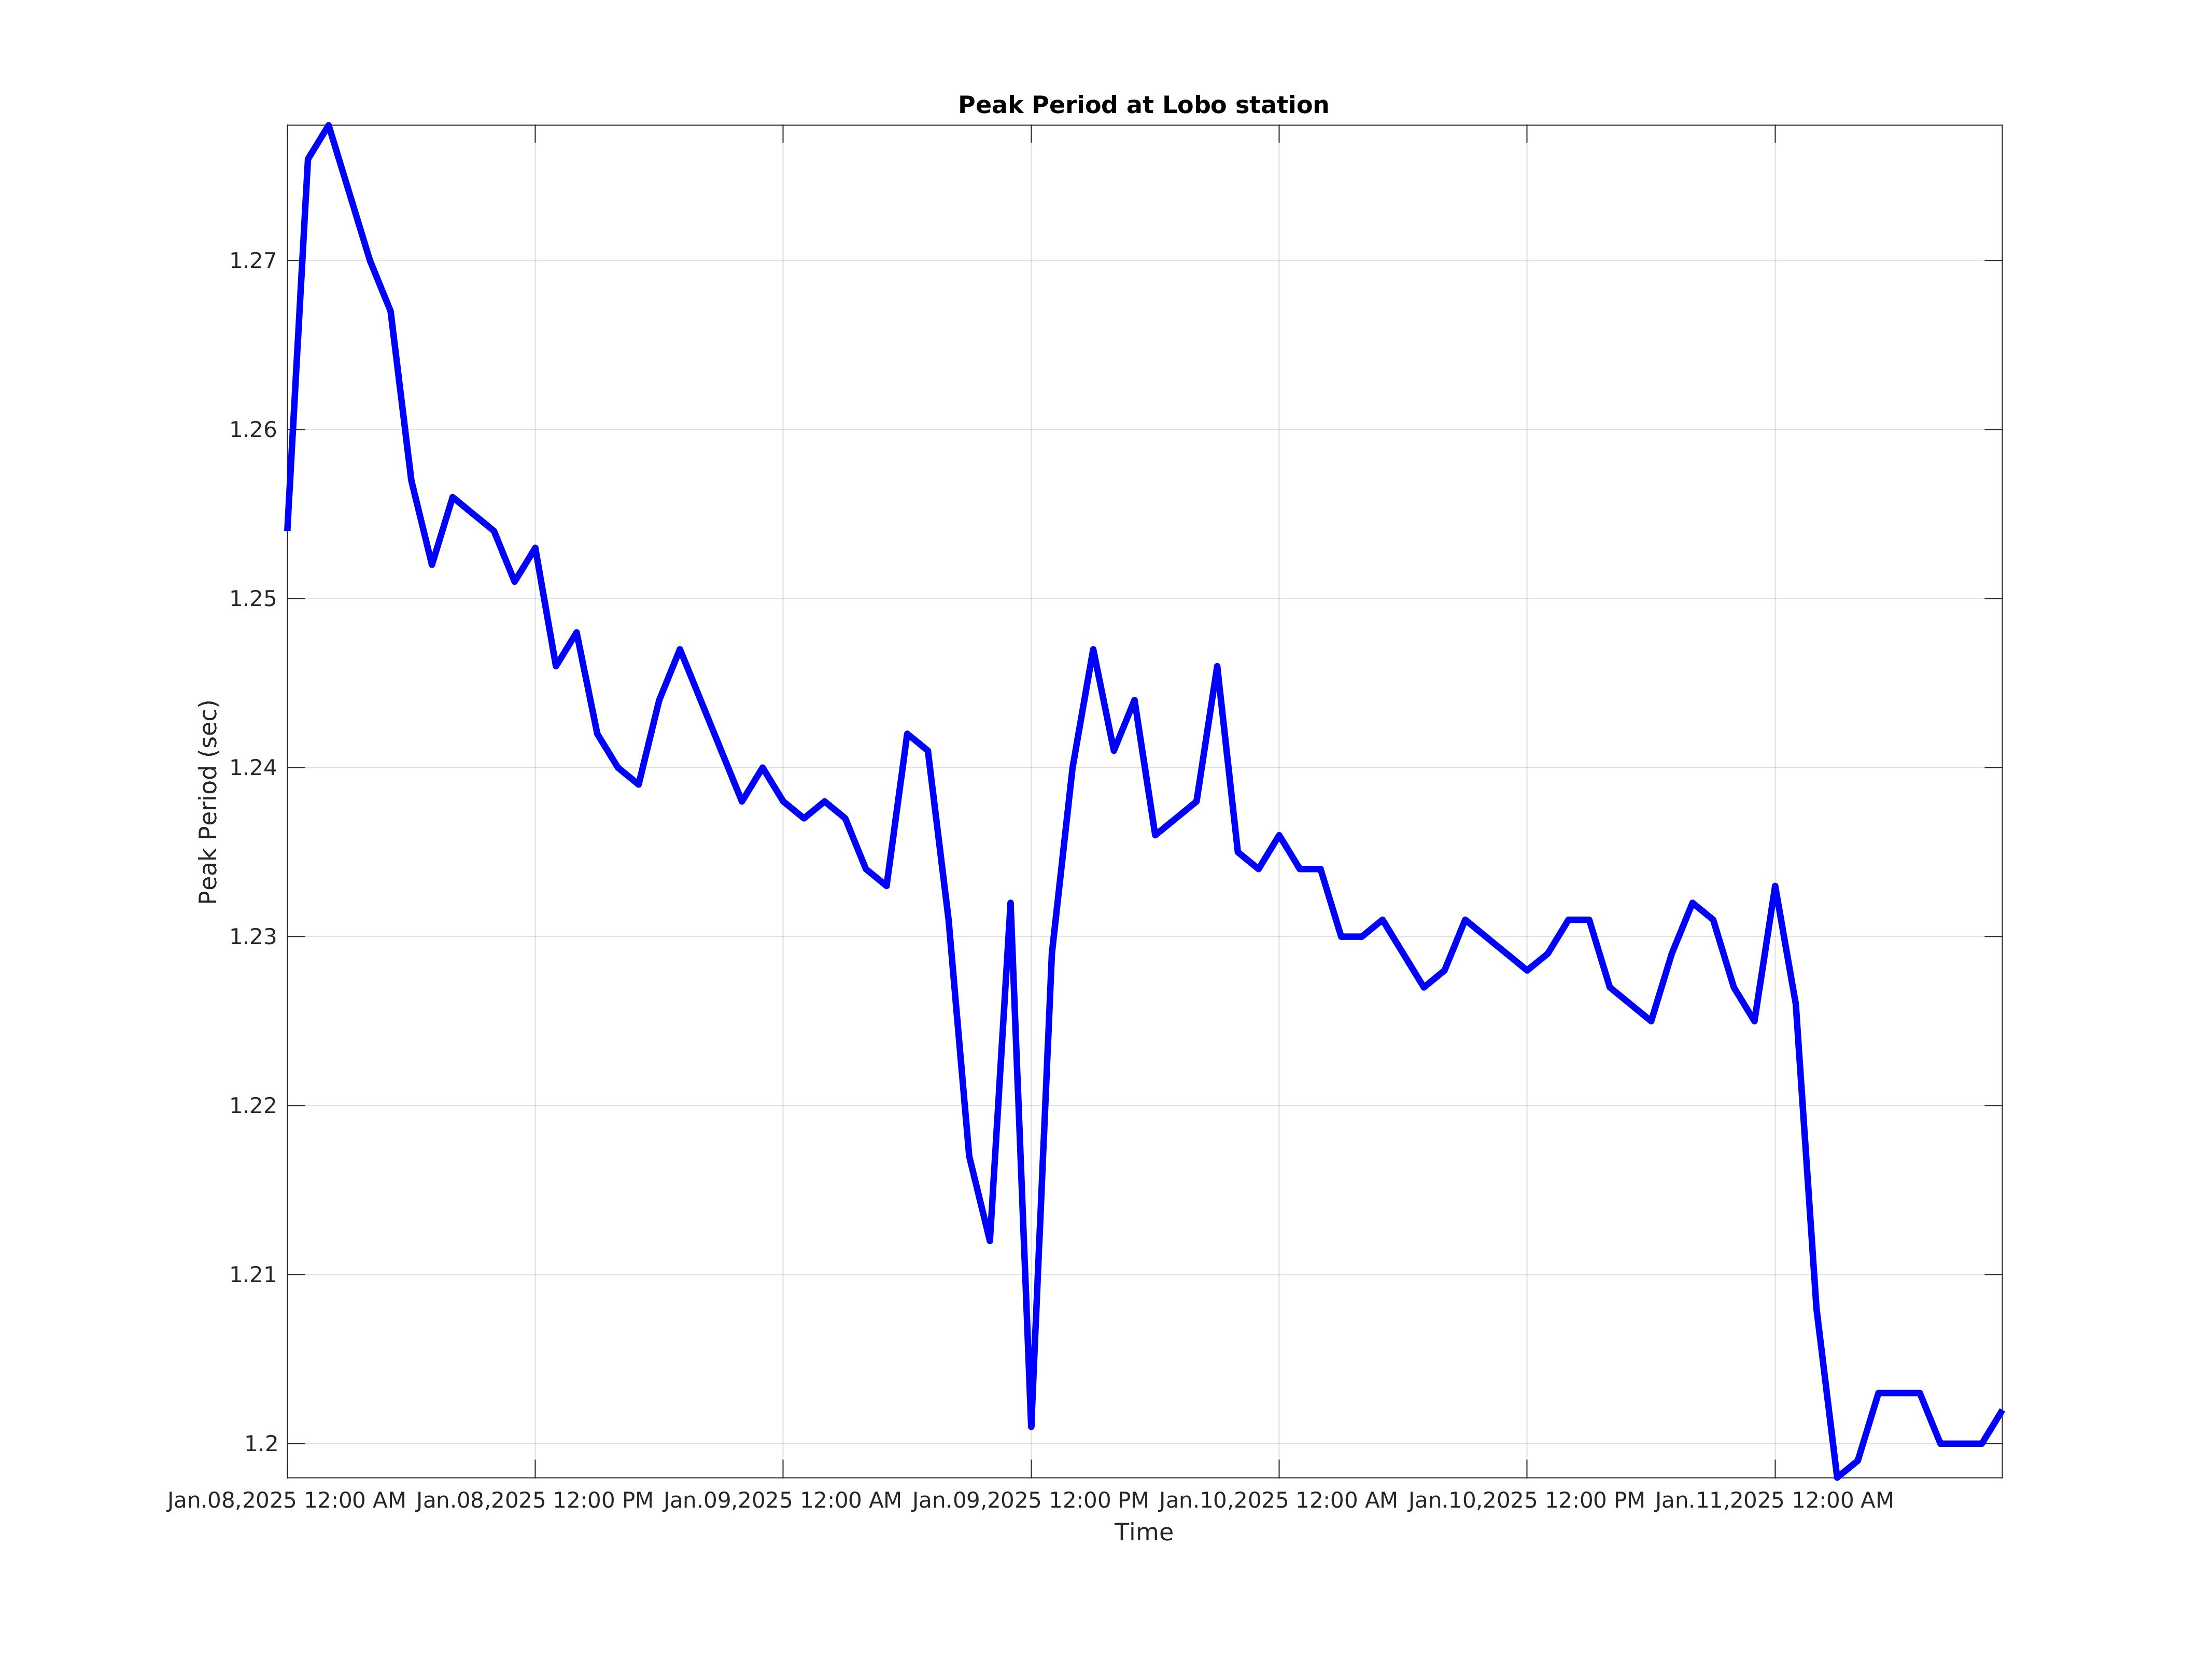 Peak Period at Lobo station
Peak Period (sec)
1.27
1.26
1.25
1.24
1.23
1.22
1.21
1.2
Jan.08,2025 12:00 AM Jan.08,2025 12:00 PM Jan.09,2025 12:00 AM Jan.09,2025 12:00 PM Jan.10,2025 12:00 AM Jan.10,2025 12:00 PM Jan.11,2025 12:00 AM
Time